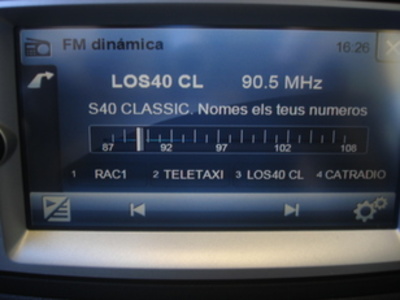 FM dinámica 16:26
LOS40 CL 90.5 MHz
S40 CLASSIC. Nomes els teus numeros
87 92 97 102 108
1 RAC1 2 TELETAXI 3 LOS40 CL 4 CATRADIO